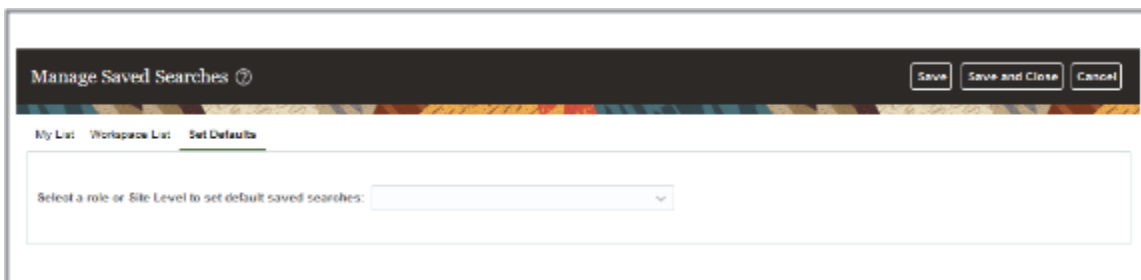 Manage Saved Searches ?
Save Save and Close Cancel
My List Workspace List Set Defaults
Select a role or Site Level to set default saved searches: